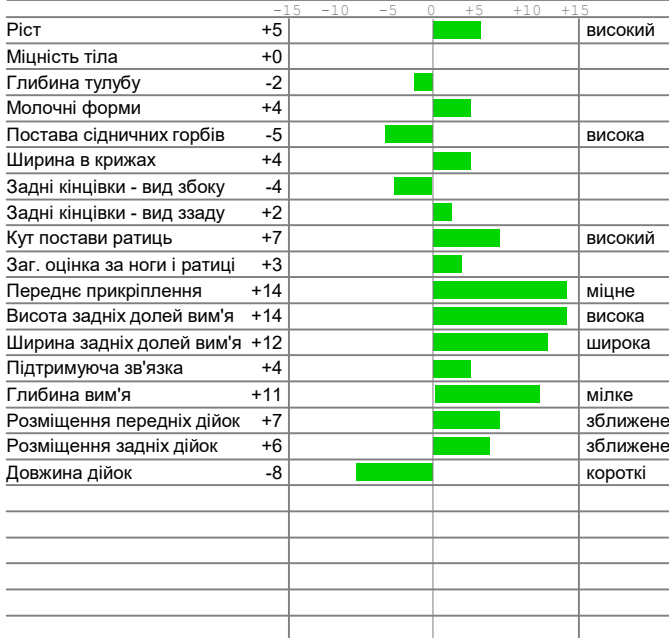 -15 -10 -5 0 +5 +10 +15
Ріст +5 високий
Міцність тіла +0
Глибина тулубу -2
Молочні форми +4
Постава сідничних горбів -5 висока
Ширина в крижах +4
Задні кінцівки - вид збоку -4
Задні кінцівки - вид ззаду +2
Кут постави ратиць +7 високий
Заг. оцінка за ноги і ратиці +3
Переднє прикріплення +14 міцне
Висота задніх долей вим'я +14 висока
Ширина задніх долей вим'я +12 широка
Підтримуюча зв'язка +4
Глибина вим'я +11 мілке
Розміщення передніх дійок +7 зближене
Розміщення задніх дійок +6 зближене
Довжина дійок -8 короткі